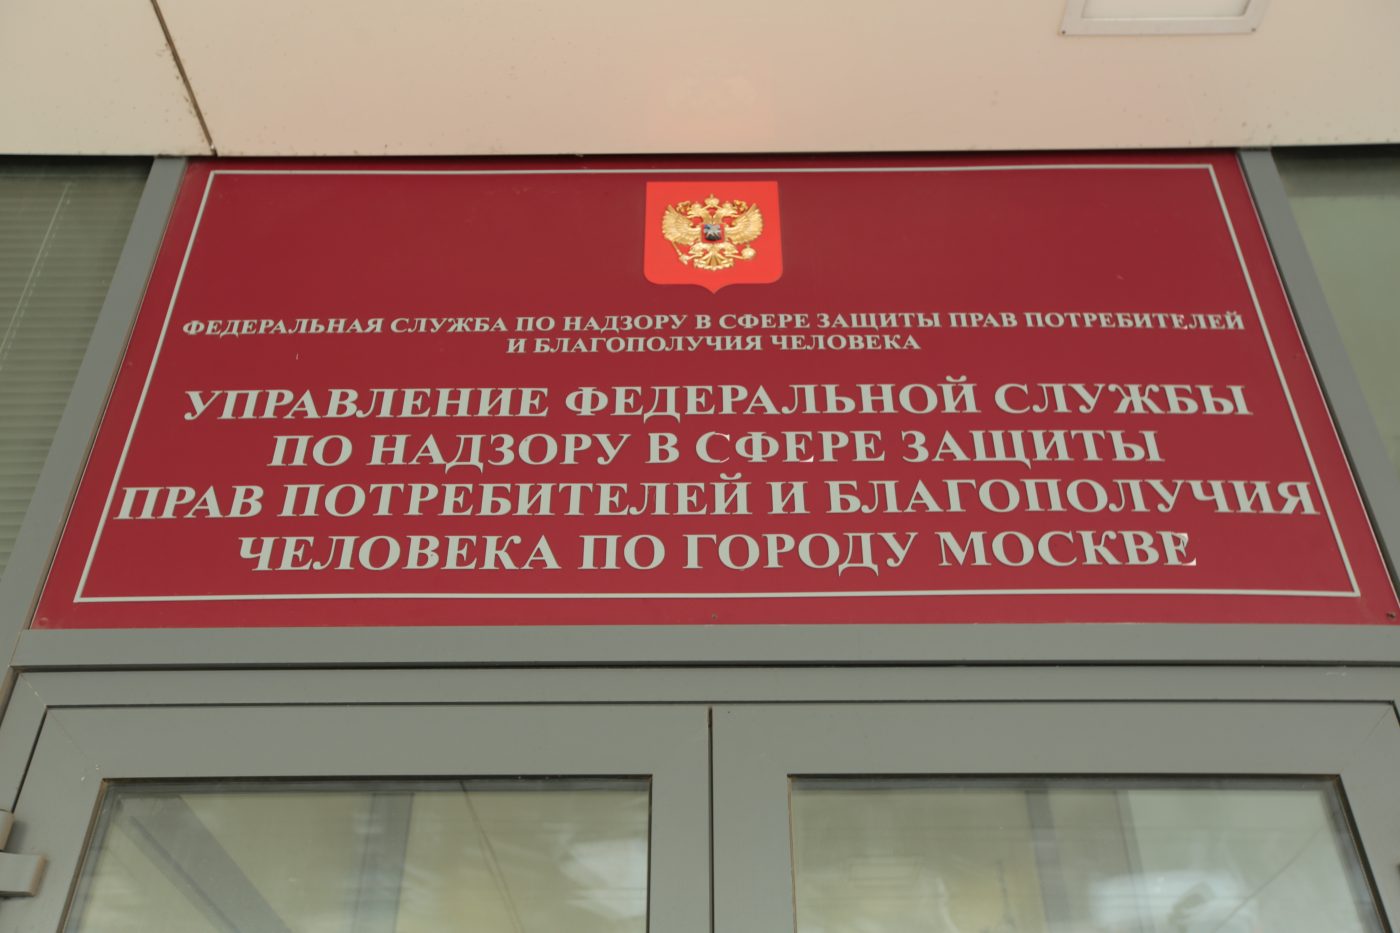 ФЕДЕРАЛЬНАЯ СЛУЖБА ПО НАДЗОРУ В СФЕРЕ ЗАЩИТЫ ПРАВ ПОТРЕБИТЕЛЕЙ
И БЛАГОПОЛУЧИЯ ЧЕЛОВЕКА
УПРАВЛЕНИЕ ФЕДЕРАЛЬНОЙ СЛУЖБЫ
ПО НАДЗОРУ В СФЕРЕ ЗАЩИТЫ
ПРАВ ПОТРЕБИТЕЛЕЙ И БЛАГОПОЛУЧИЯ
ЧЕЛОВЕКА ПО ГОРОДУ МОСКВЕ